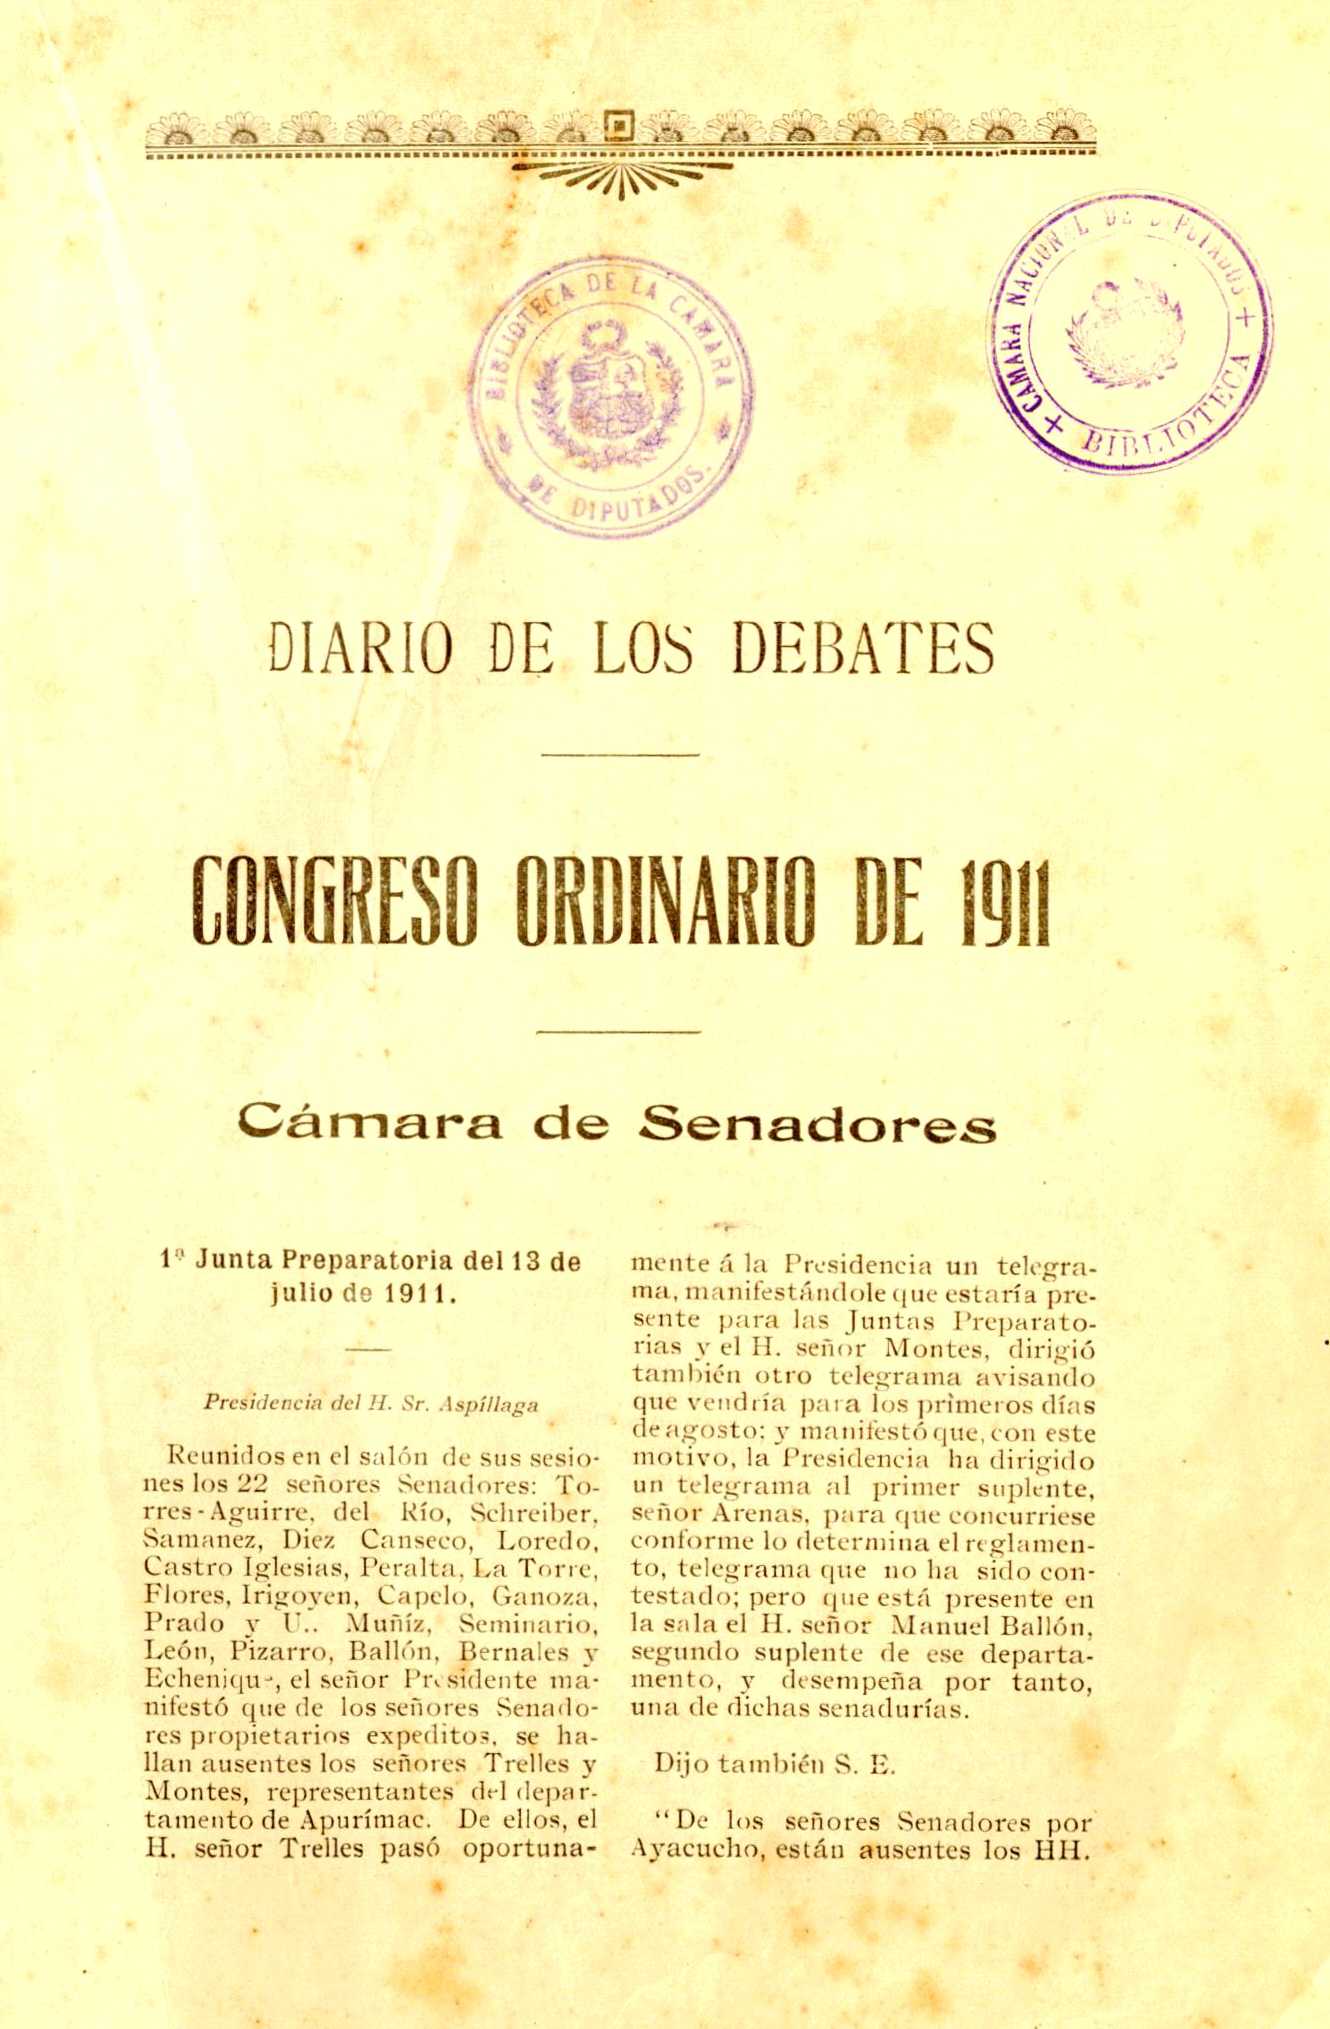 BIBLIOTECA DE LA CAMARA
DE DIPUTADOS.
CAMARA NACIONAL DE DIPUTADOS
BIBLIOTECA
DIARIO DE LOS DEBATES
CONGRESO ORDINARIO DE 1911
Cámara de Senadores
1ª Junta Preparatoria del 13 de
julio de 1911.
Presidencia del H. Sr. Aspíllaga
Reunidos en el salón de sus sesio-
nes los 22 señores Senadores: To-
rres-Aguirre, del Río, Schreiber,
Samanez, Diez Canseco, Loredo,
Castro Iglesias, Peralta, La Torre,
Flores, Irigoyen, Capelo, Ganoza,
Prado y U.. Muñíz, Seminario,
León, Pizarro, Ballón, Bernales y
Echenique, el señor Presidente ma-
nifestó que de los señores Senado-
res propietarios expeditos, se ha-
llan ausentes los señores Trelles y
Montes, representantes del depar-
tamento de Apurímac. De ellos, el
H. señor Trelles pasó oportuna-
mente á la Presidencia un telegra-
ma, manifestándole que estaría pre-
sente para las Juntas Preparato-
rias y el H. señor Montes, dirigió
también otro telegrama avisando
que vendría para los primeros días
de agosto; y manifestó que, con este
motivo, la Presidencia ha dirigido
un telegrama al primer suplente,
señor Arenas, para que concurriese
conforme lo determina el reglamen-
to, telegrama que no ha sido con-
testado; pero que está presente en
la sala el H. señor Manuel Ballón,
segundo suplente de ese departa-
mento, y desempeña por tanto,
una de dichas senadurías.
Dijo también S. E.
“De los señores Senadores por
Ayacucho, están ausentes los HH.